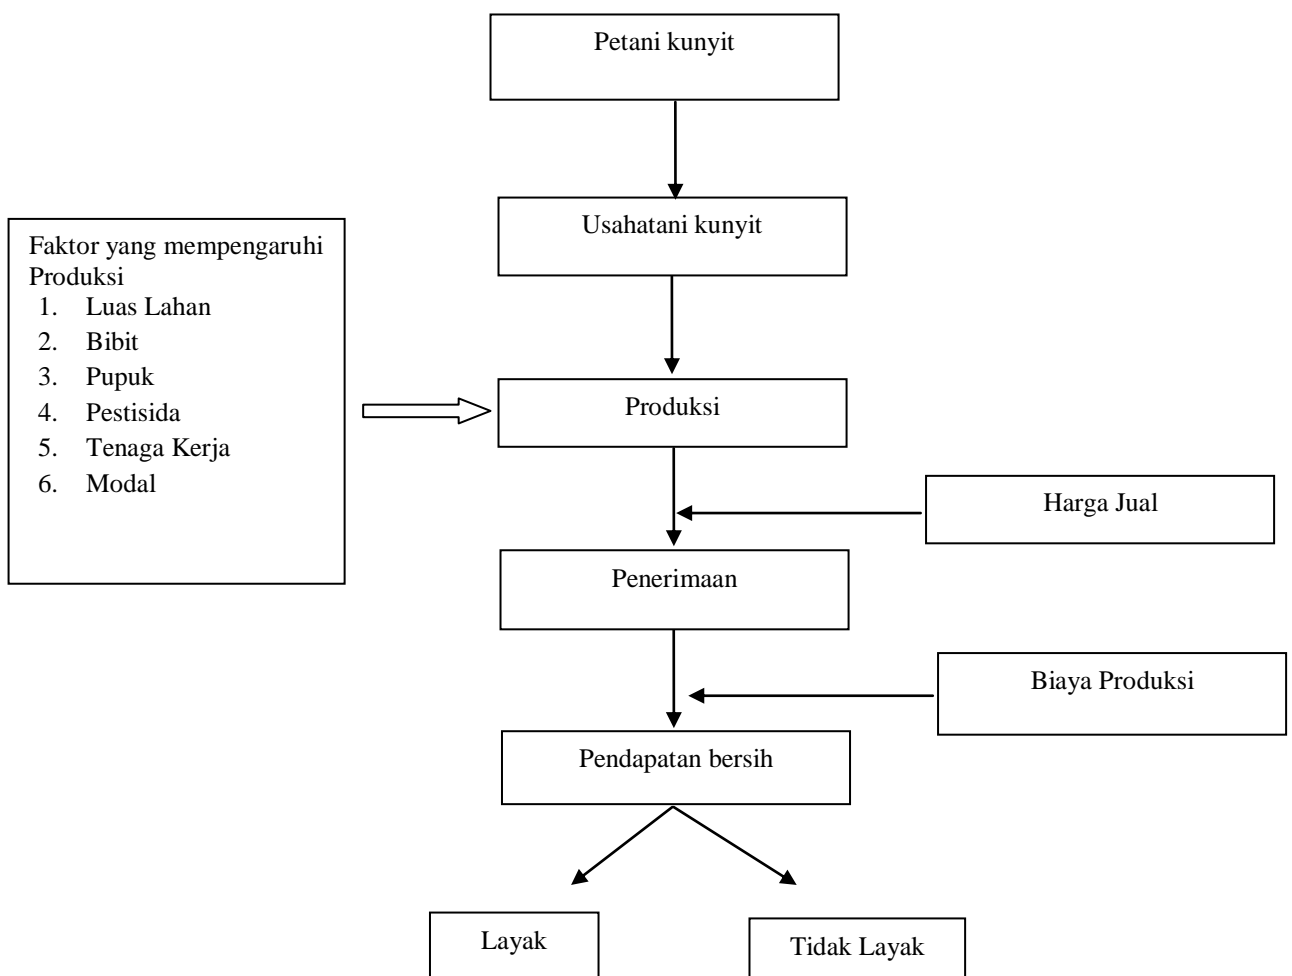 Petani kunyit
Usahatani kunyit
Faktor yang mempengaruhi
Produksi
1. Luas Lahan
2. Bibit
3. Pupuk
4. Pestisida
5. Tenaga Kerja
6. Modal
Produksi
Harga Jual
Penerimaan
Biaya Produksi
Pendapatan bersih
Layak
Tidak Layak